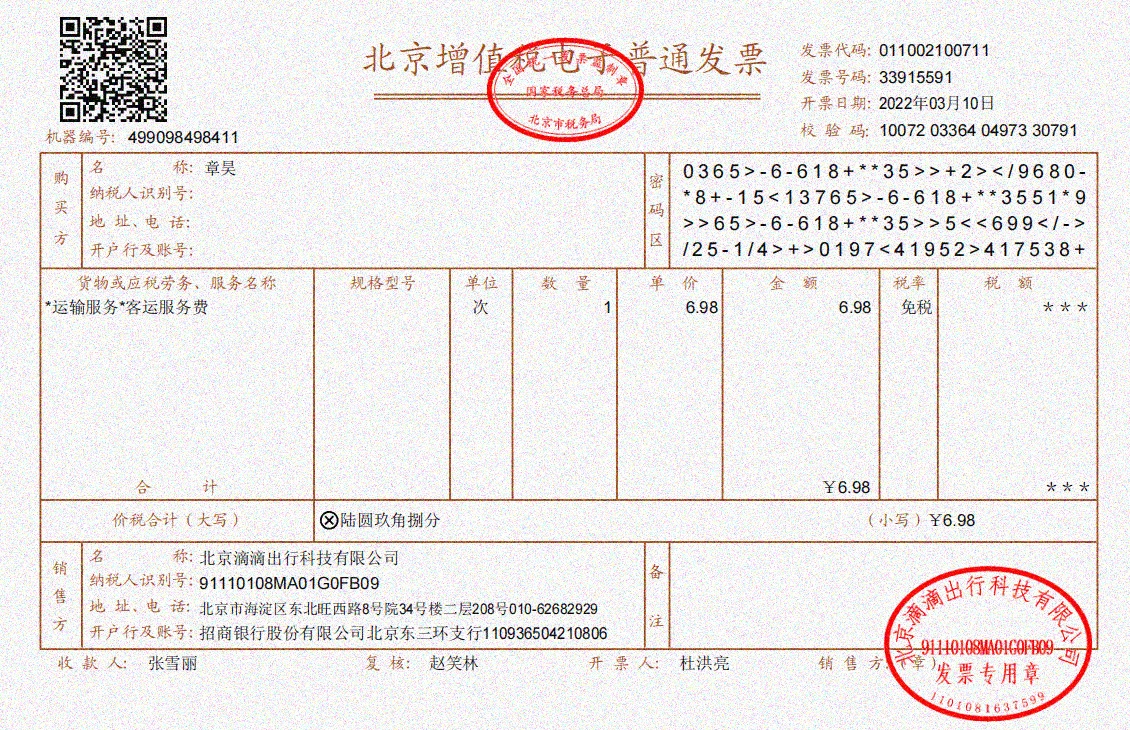 北京增值税电子普通发票
全国统一发票监制章
国家税务总局
北京市税务局
发票代码: 011002100711
发票号码: 33915591
开票日期: 2022年03月10日
校验码: 10072 03364 04973 30791
机器编号: 499098498411
购买方
名称: 章昊
纳税人识别号:
地址、电话:
开户行及账号:
密码区
0365>-6-618+**35>>+2></9680-
*8+-15<13765>-6-618+**3551*9
>>65>-6-618+**35>>5<<699</->
/25-1/4>+>0197<41952>417538+
货物或应税劳务、服务名称 规格型号 单位 数量 单价 金额 税率 税额
*运输服务*客运服务费 次 1 6.98 6.98 免税 ***
合计 ¥6.98 ***
价税合计(大写) ⊗陆圆玖角捌分 (小写)¥6.98
销售方
名称: 北京滴滴出行科技有限公司
纳税人识别号: 91110108MA01G0FB09
地址、电话: 北京市海淀区东北旺西路8号院34号楼二层208号010-62682929
开户行及账号: 招商银行股份有限公司北京东三环支行110936504210806
备注
收款人: 张雪丽 复核: 赵笑林 开票人: 杜洪亮 销售方:(章)
北京滴滴出行科技有限公司
91110108MA01G0FB09
发票专用章
1101081637599